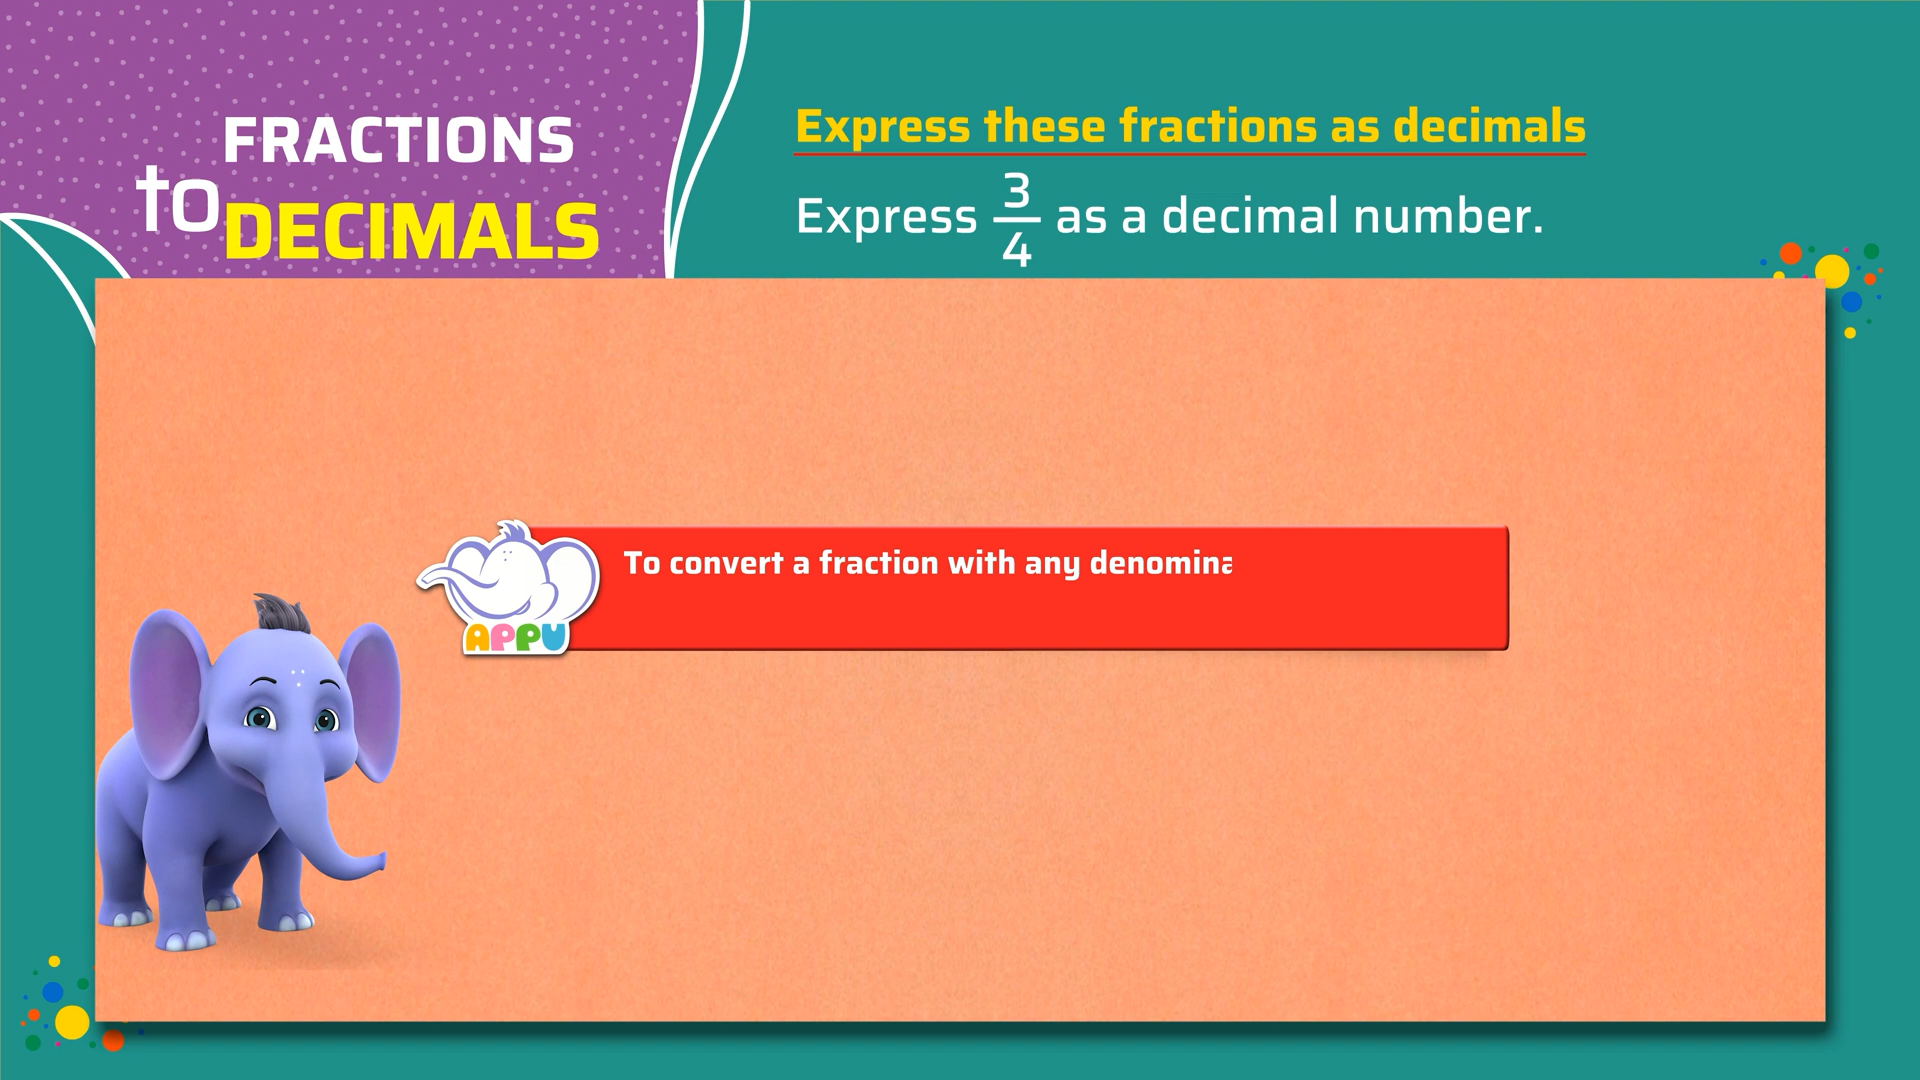 FRACTIONS
to
DECIMALS
Express these fractions as decimals
Express 3/4 as a decimal number.
To convert a fraction with any
APPU